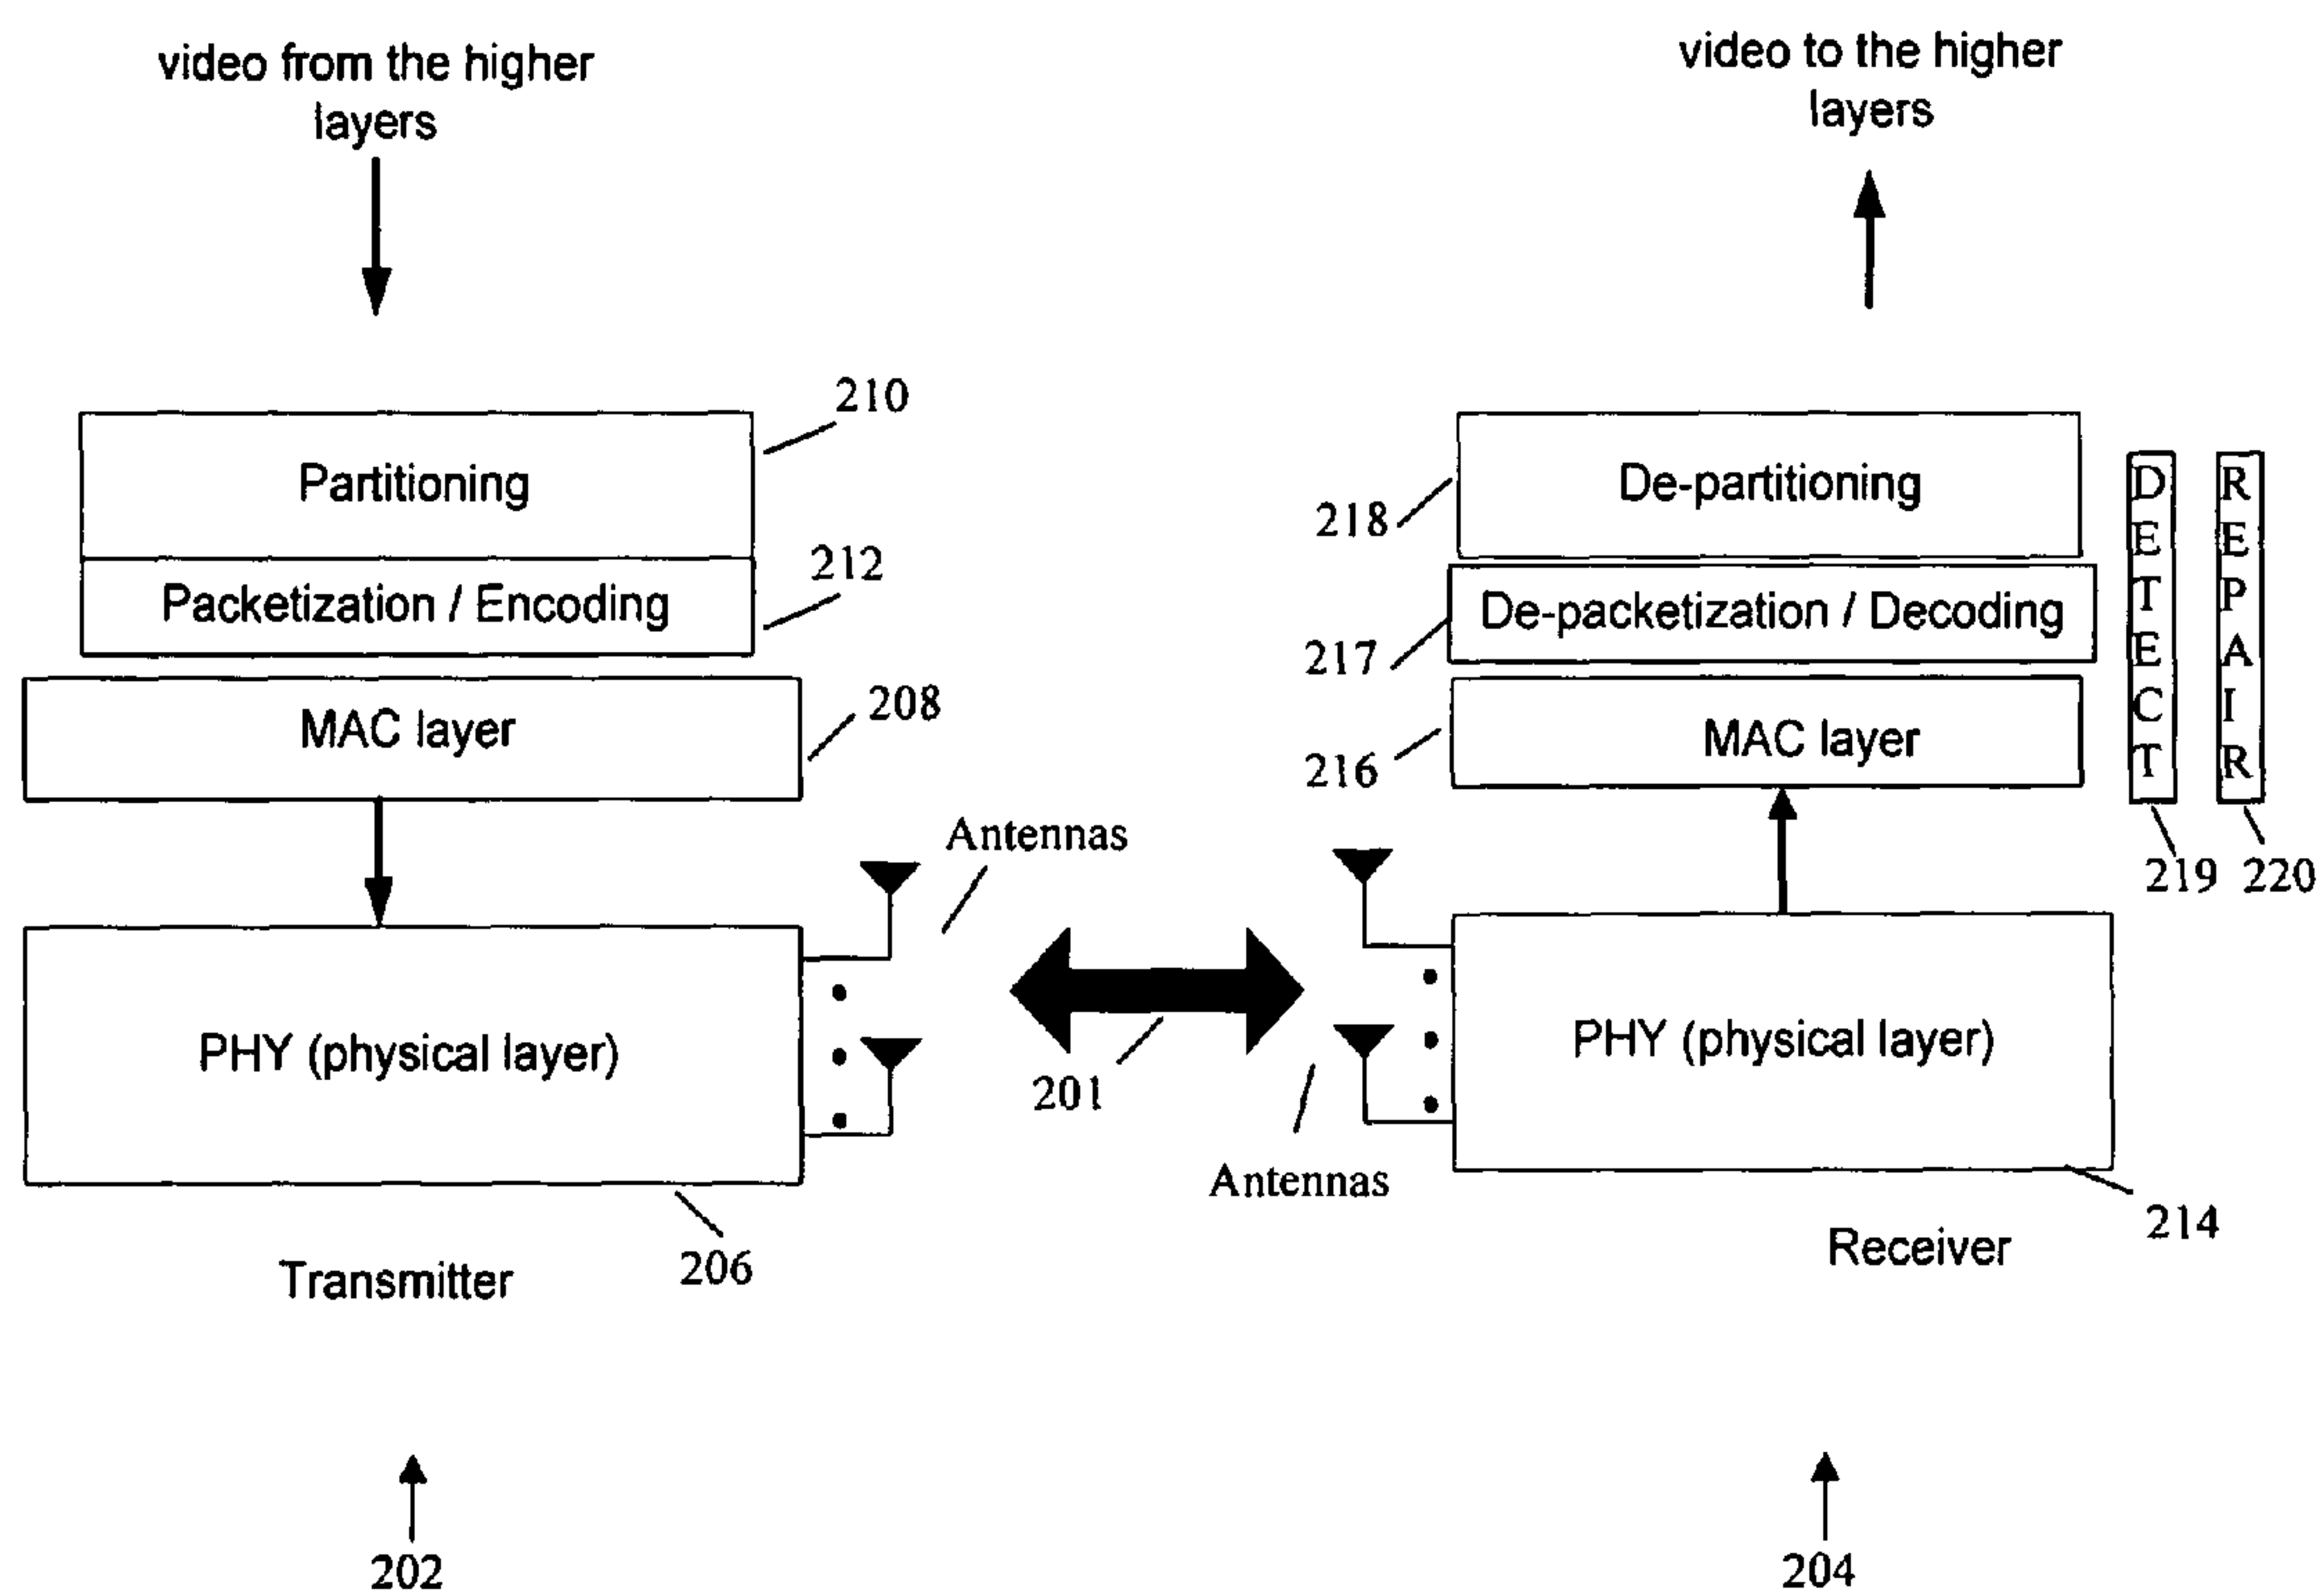 video from the higher
layers
210
Partitioning
212
Packetization / Encoding
208
MAC layer
Antennas
PHY (physical layer)
206
Transmitter
202
201
video to the higher
layers
218
De-partitioning
217
De-packetization / Decoding
216
MAC layer
DETECT
REPAIR
219
220
Antennas
PHY (physical layer)
214
Receiver
204